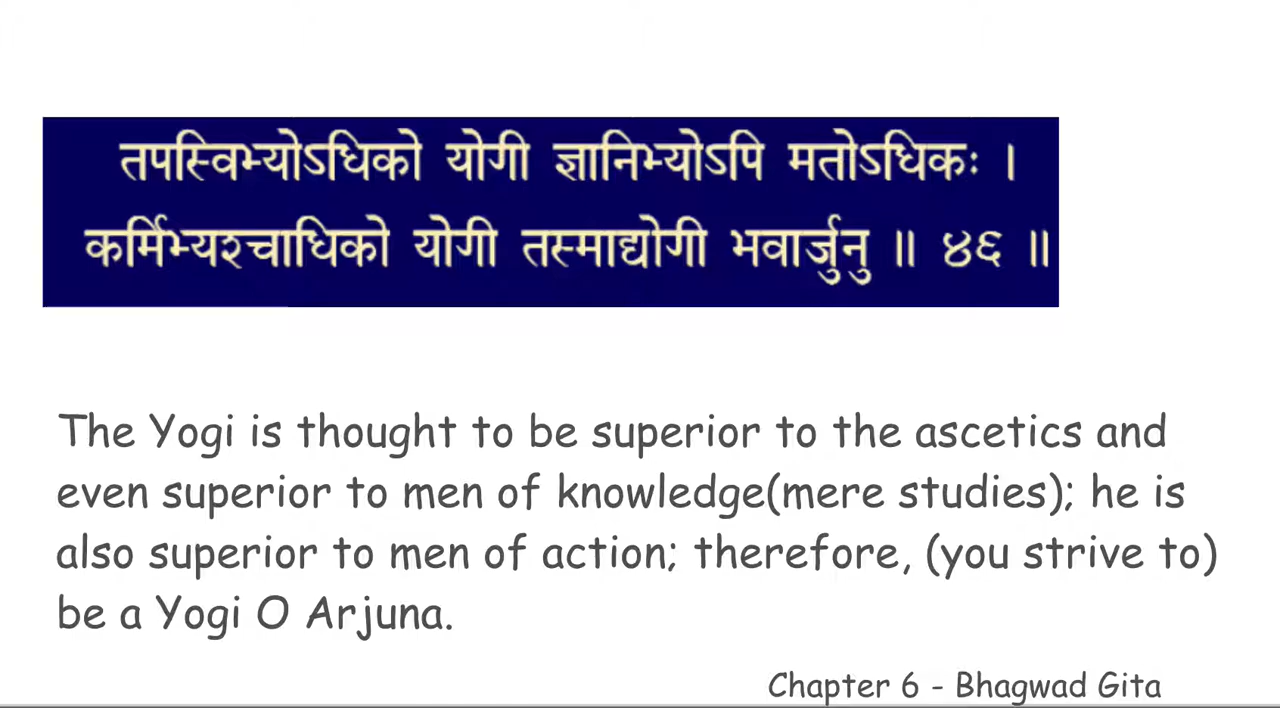 तपस्विभ्योऽधिको योगी ज्ञानिभ्योऽपि मतोऽधिकः ।
कर्मिभ्यश्चाधिको योगी तस्माद्योगी भवार्जुनु ॥ ४६ ॥
The Yogi is thought to be superior to the ascetics and
even superior to men of knowledge(mere studies); he is
also superior to men of action; therefore, (you strive to)
be a Yogi O Arjuna.
Chapter 6 - Bhagwad Gita